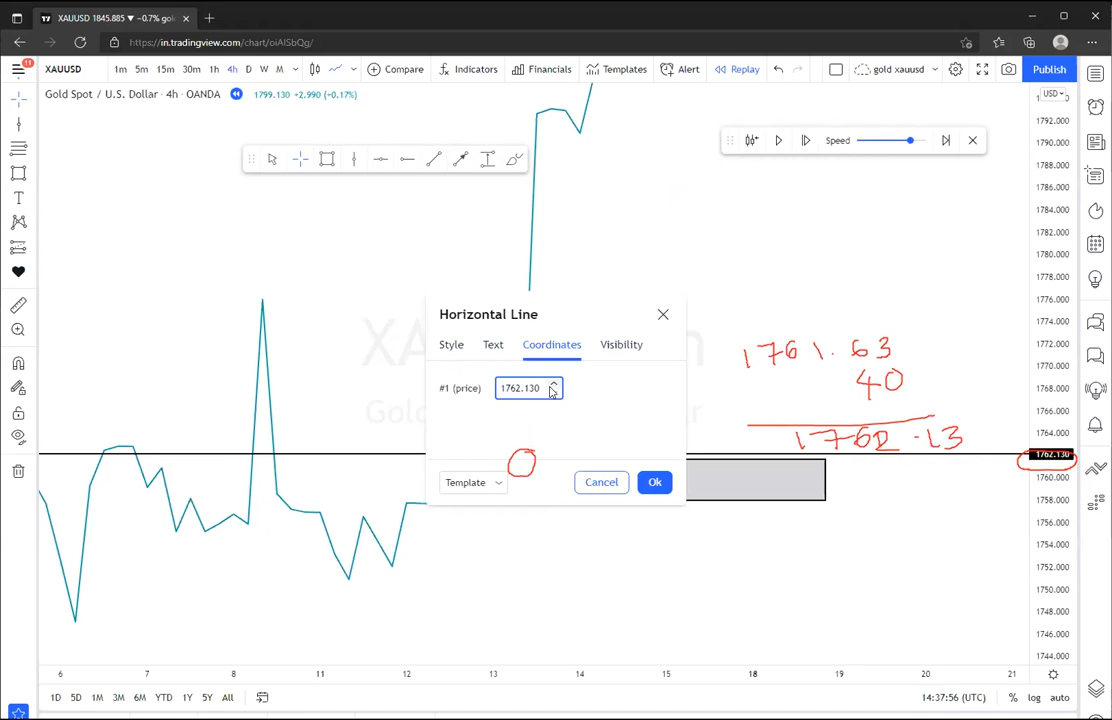 XAUUSD 1845.885 ▼ −0.7% gol
https://in.tradingview.com/chart/oiAlSbQg/
11
XAUUSD 1m 5m 15m 30m 1h 4h D W M Compare Indicators Financials Templates Alert Replay gold xauusd Publish
Gold Spot / U.S. Dollar · 4h · OANDA 1799.130 +2.990 (+0.17%)
USD
1792.000
1790.000
1788.000
1786.000
1784.000
1782.000
1780.000
1778.000
1776.000
1774.000
1772.000
1770.000
1768.000
1766.000
1764.000
1762.130
1760.000
1758.000
1756.000
1754.000
1752.000
1750.000
1748.000
1746.000
1744.000
Speed
Horizontal Line
Style Text Coordinates Visibility
#1 (price) 1762.130
Template Cancel Ok
1761.63
40
1762.13
6 7 8 11 12 13 14 15 18 19 20 21
1D 5D 1M 3M 6M YTD 1Y 5Y All 14:37:56 (UTC) % log auto